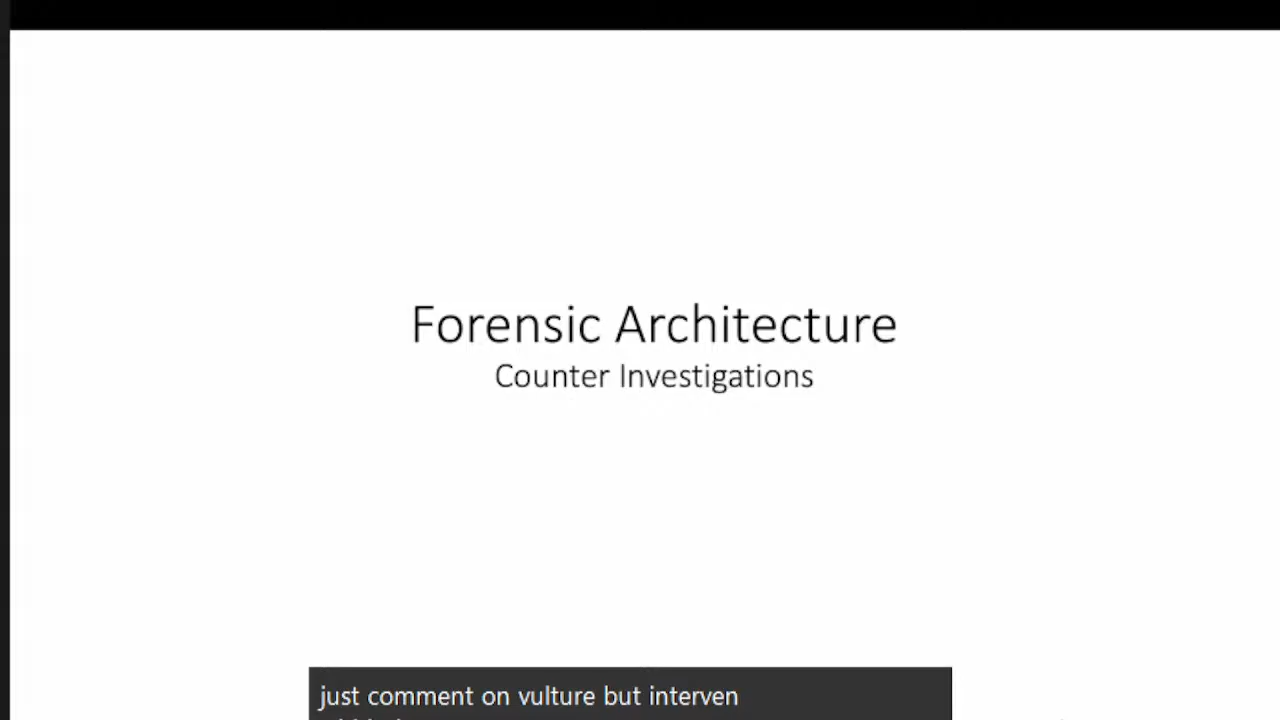 Forensic Architecture
Counter Investigations
just comment on vulture but interven